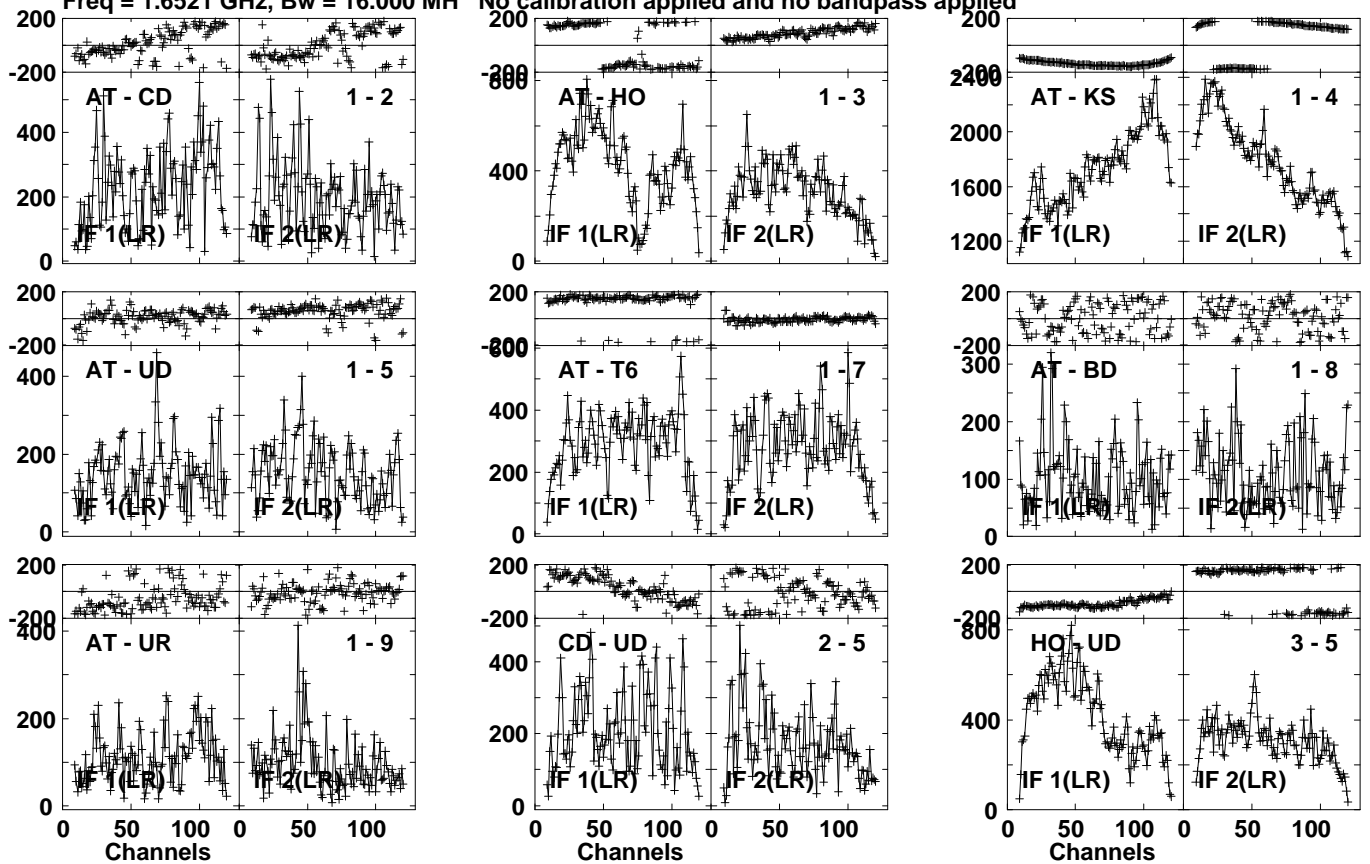 Freq = 1.6521 GHz, Bw = 16.000 MH No calibration applied and no bandpass applied
200
-200
AT - CD 1 - 2
400
200
0
IF 1(LR) IF 2(LR)
200
-200
AT - HO 1 - 3
800
400
0
IF 1(LR) IF 2(LR)
200
-200
AT - KS 1 - 4
2400
2000
1600
1200
IF 1(LR) IF 2(LR)
200
-200
AT - UD 1 - 5
400
200
0
IF 1(LR) IF 2(LR)
200
-200
AT - T6 1 - 7
600
400
200
0
IF 1(LR) IF 2(LR)
200
-200
AT - BD 1 - 8
300
200
100
0
IF 1(LR) IF 2(LR)
200
-200
AT - UR 1 - 9
400
200
0
IF 1(LR) IF 2(LR)
0 50 100 0 50 100
Channels
200
-200
CD - UD 2 - 5
400
200
0
IF 1(LR) IF 2(LR)
0 50 100 0 50 100
Channels
200
-200
HO - UD 3 - 5
800
400
0
IF 1(LR) IF 2(LR)
0 50 100 0 50 100
Channels